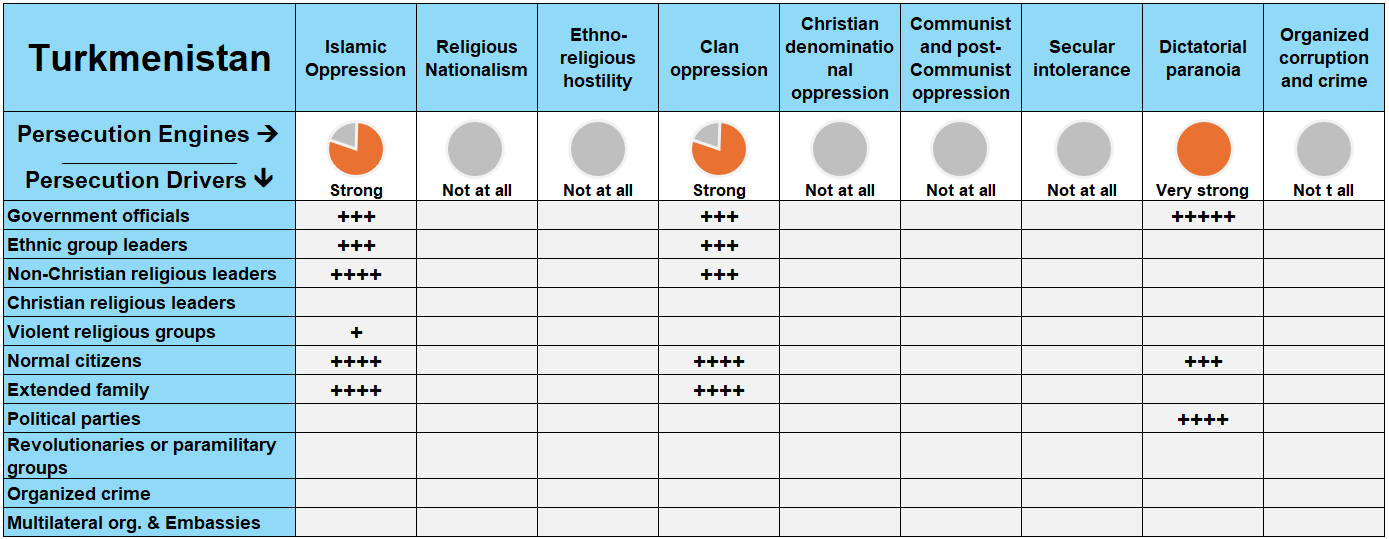 Turkmenistan
Islamic
Oppression
Religious
Nationalism
Ethno-
religious
hostility
Clan
oppression
Christian
denominatio
nal
oppression
Communist
and post-
Communist
oppression
Secular
intolerance
Dictatorial
paranoia
Organized
corruption
and crime
Persecution Engines →
Persecution Drivers ↓
Strong
Not at all
Not at all
Strong
Not at all
Not at all
Not at all
Very strong
Not t all
Government officials +++ +++ +++++
Ethnic group leaders +++ +++
Non-Christian religious leaders ++++ +++
Christian religious leaders
Violent religious groups +
Normal citizens ++++ ++++ +++
Extended family ++++ ++++
Political parties ++++
Revolutionaries or paramilitary
groups
Organized crime
Multilateral org. & Embassies